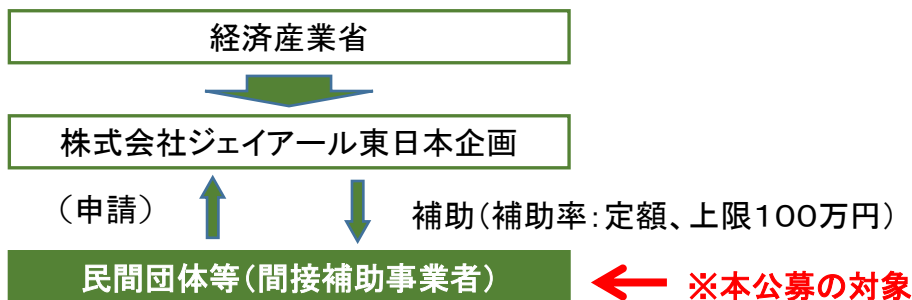 経済産業省
株式会社ジェイアール東日本企画
（申請）
補助（補助率：定額、上限１００万円）
民間団体等（間接補助事業者）
※本公募の対象